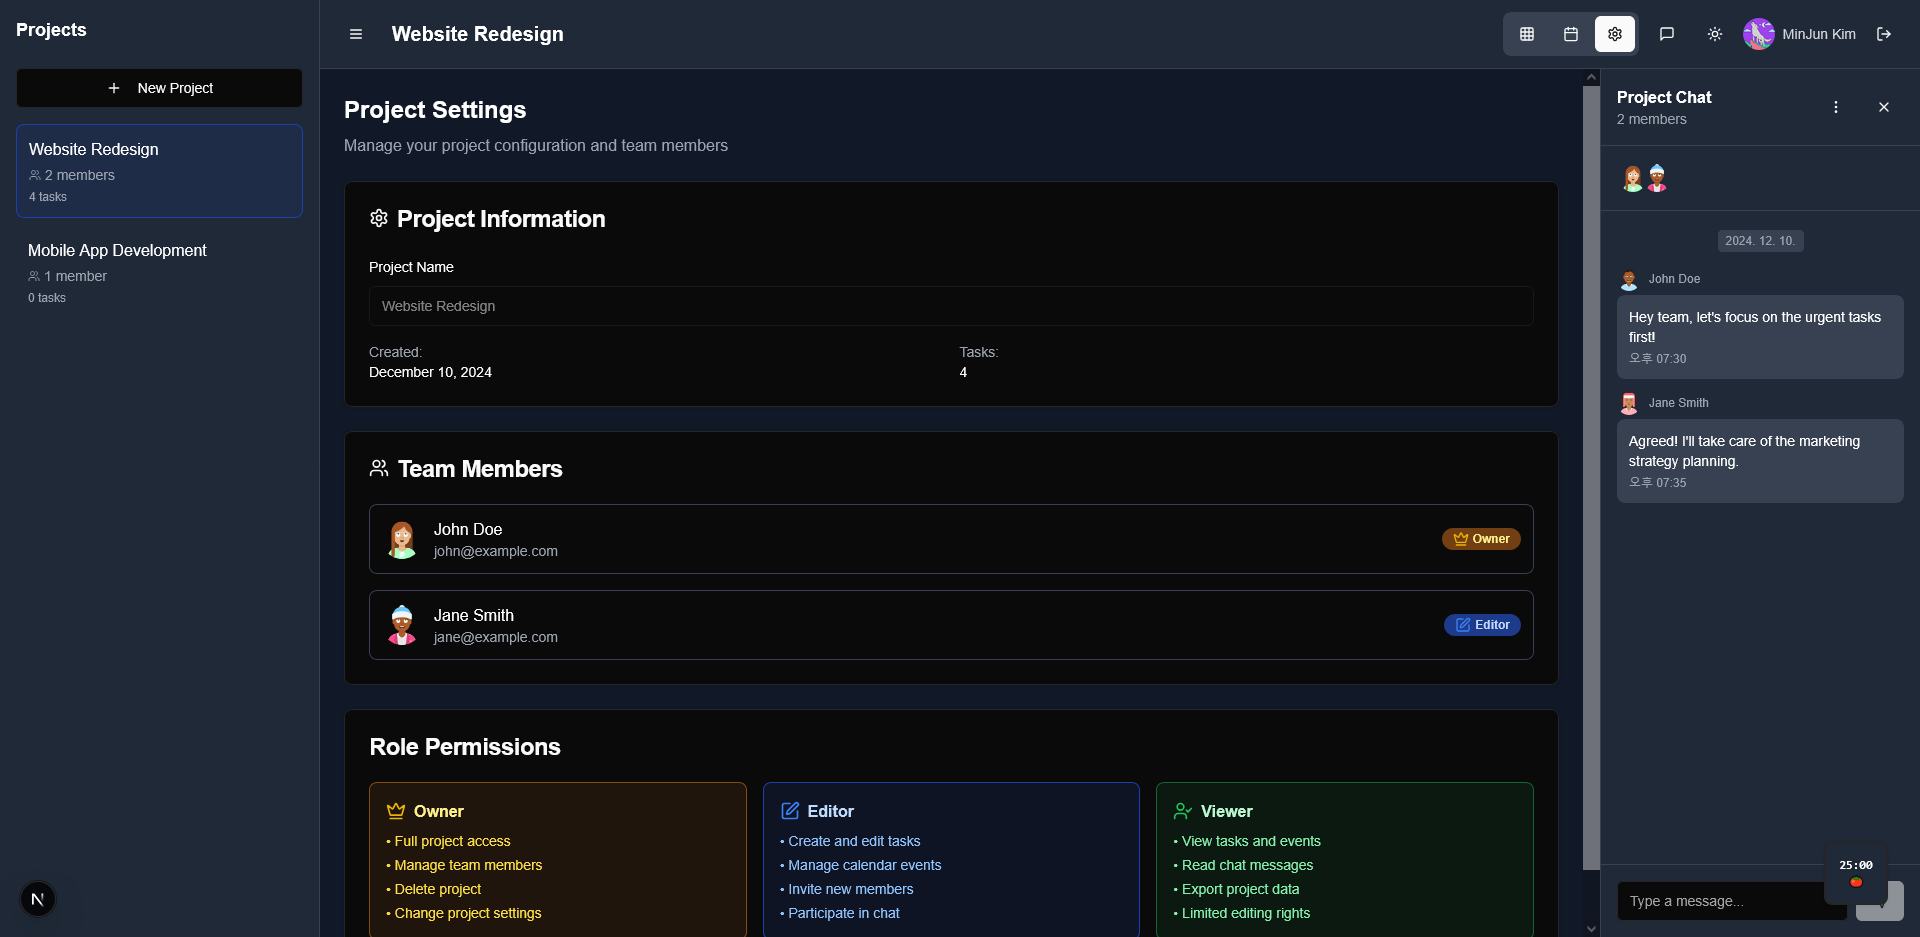 Projects
New Project
Website Redesign
2 members
4 tasks
Mobile App Development
1 member
0 tasks
N
Website Redesign
MinJun Kim
Project Settings
Manage your project configuration and team members
Project Information
Project Name
Website Redesign
Created:
December 10, 2024
Tasks:
4
Team Members
John Doe
john@example.com
Owner
Jane Smith
jane@example.com
Editor
Role Permissions
Owner
• Full project access
• Manage team members
• Delete project
• Change project settings
Editor
• Create and edit tasks
• Manage calendar events
• Invite new members
• Participate in chat
Viewer
• View tasks and events
• Read chat messages
• Export project data
• Limited editing rights
Project Chat
2 members
2024. 12. 10.
John Doe
Hey team, let's focus on the urgent tasks
first!
오후 07:30
Jane Smith
Agreed! I'll take care of the marketing
strategy planning.
오후 07:35
25:00
Type a message...